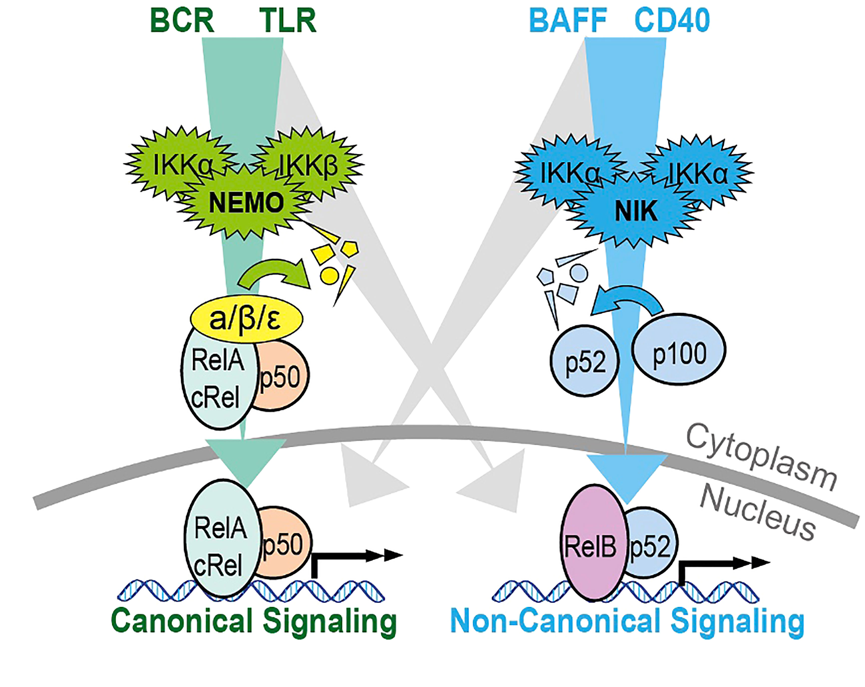 BCR TLR
BAFF CD40
IKKα IKKβ
NEMO
IKKα IKKα
NIK
a/β/ε
RelA
cRel
p50
p52
p100
Cytoplasm
Nucleus
RelA
cRel
p50
RelB
p52
Canonical Signaling
Non-Canonical Signaling